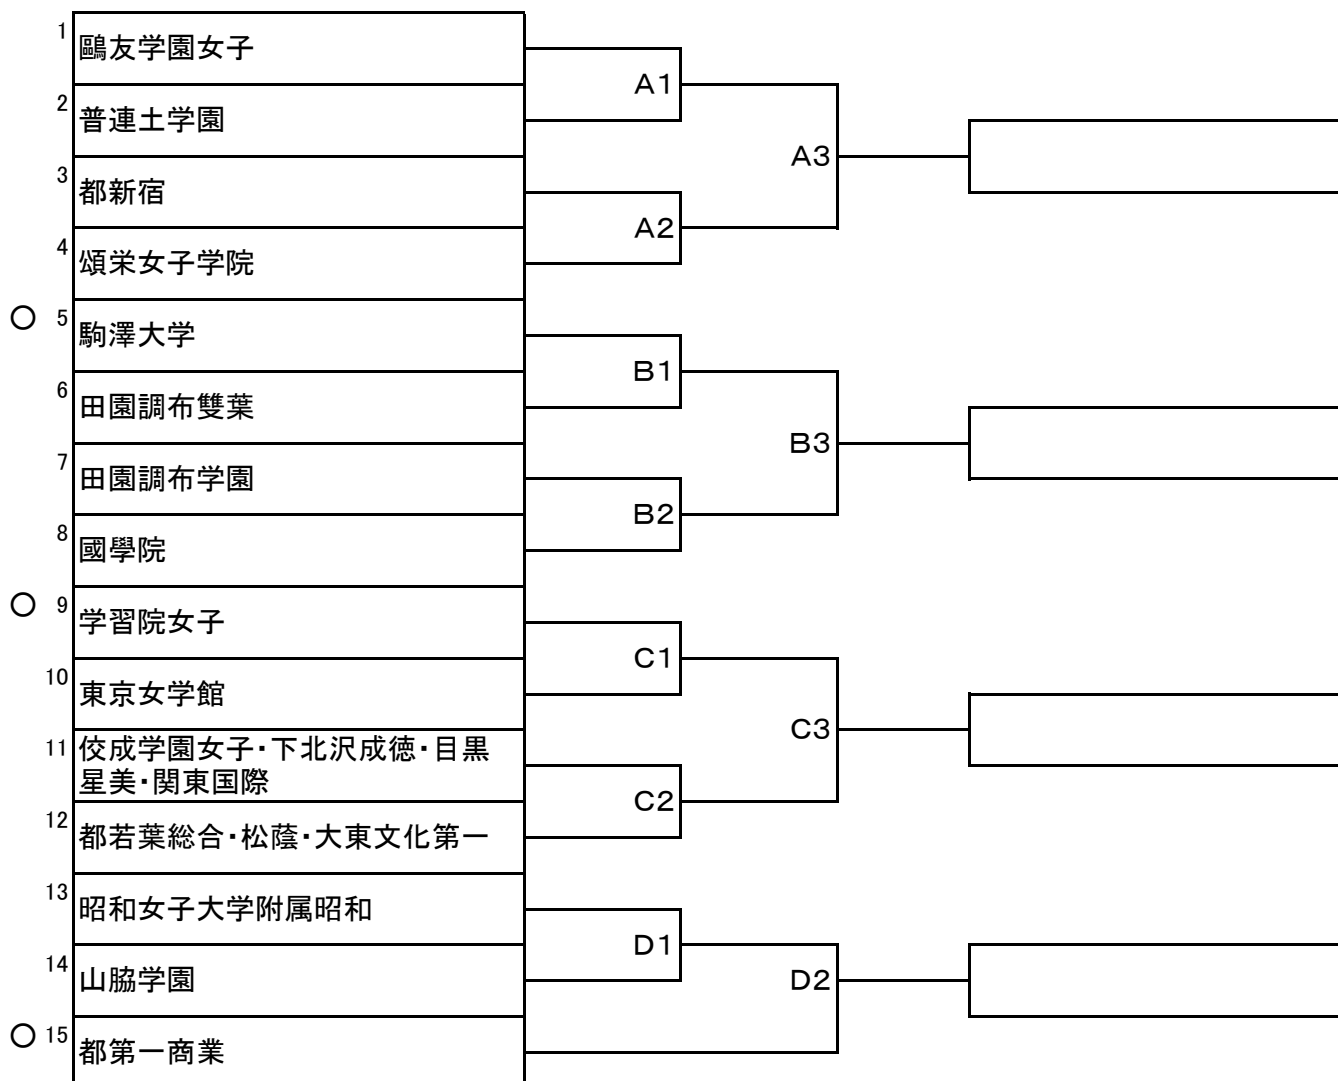 1 鷗友学園女子
A1
2 普連土学園
A3
3 都新宿
A2
4 頌栄女子学院
○ 5 駒澤大学
B1
6 田園調布雙葉
B3
7 田園調布学園
B2
8 國學院
○ 9 学習院女子
C1
10 東京女学館
C3
11 佼成学園女子・下北沢成徳・目黒
星美・関東国際
C2
12 都若葉総合・松蔭・大東文化第一
13 昭和女子大学附属昭和
D1
14 山脇学園
D2
○ 15 都第一商業